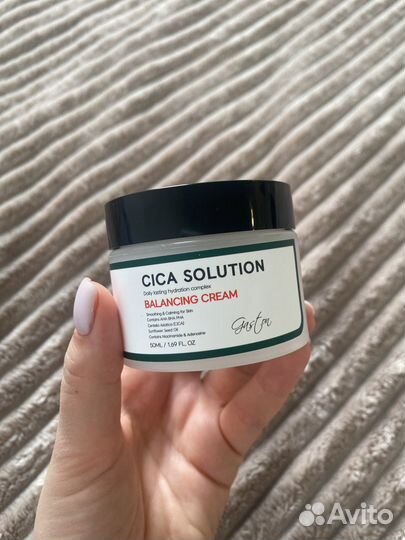 CICA SOLUTION
Daily lasting hydration complex
BALANCING CREAM
Smoothing & Calming for Skin
Contains AHA BHA PHA
Centella Asiatica (CICA)
Sunflower Seed Oil
Contains Niacinamide & Adenosine
50ML / 1.69 FL. OZ
Gaston
Avito